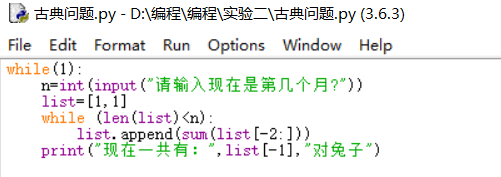 古典问题.py - D:\编程\编程\实验二\古典问题.py (3.6.3)
File Edit Format Run Options Window Help
while(1):
    n=int(input("请输入现在是第几个月?"))
    list=[1,1]
    while (len(list)<n):
        list.append(sum(list[-2:]))
    print("现在一共有：",list[-1],"对兔子")